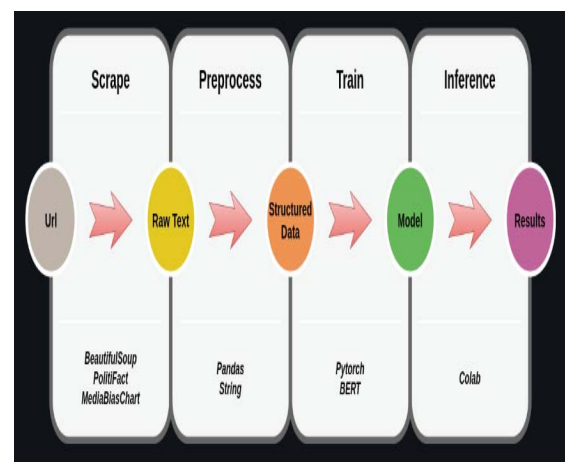 Scrape
Preprocess
Train
Inference
Url
Raw Text
Structured
Data
Model
Results
BeautifulSoup
PolitiFact
MediaBiasChart
Pandas
String
Pytorch
BERT
Colab